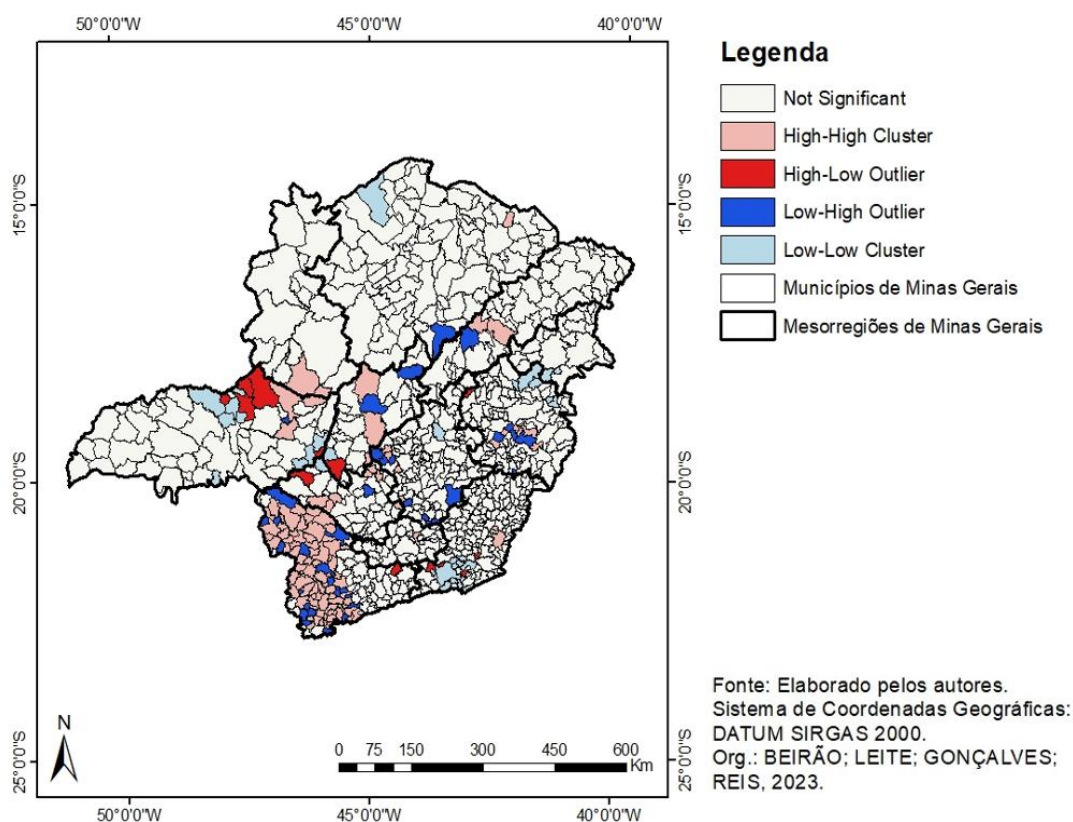 50°0'0"W 45°0'0"W 40°0'0"W
15°0'0"S
20°0'0"S
25°0'0"S
15°0'0"S
20°0'0"S
25°0'0"S
N
0 75 150 300 450 600
Km
50°0'0"W 45°0'0"W 40°0'0"W
Legenda
Not Significant
High-High Cluster
High-Low Outlier
Low-High Outlier
Low-Low Cluster
Municípios de Minas Gerais
Mesorregiões de Minas Gerais
Fonte: Elaborado pelos autores.
Sistema de Coordenadas Geográficas:
DATUM SIRGAS 2000.
Org.: BEIRÃO; LEITE; GONÇALVES;
REIS, 2023.